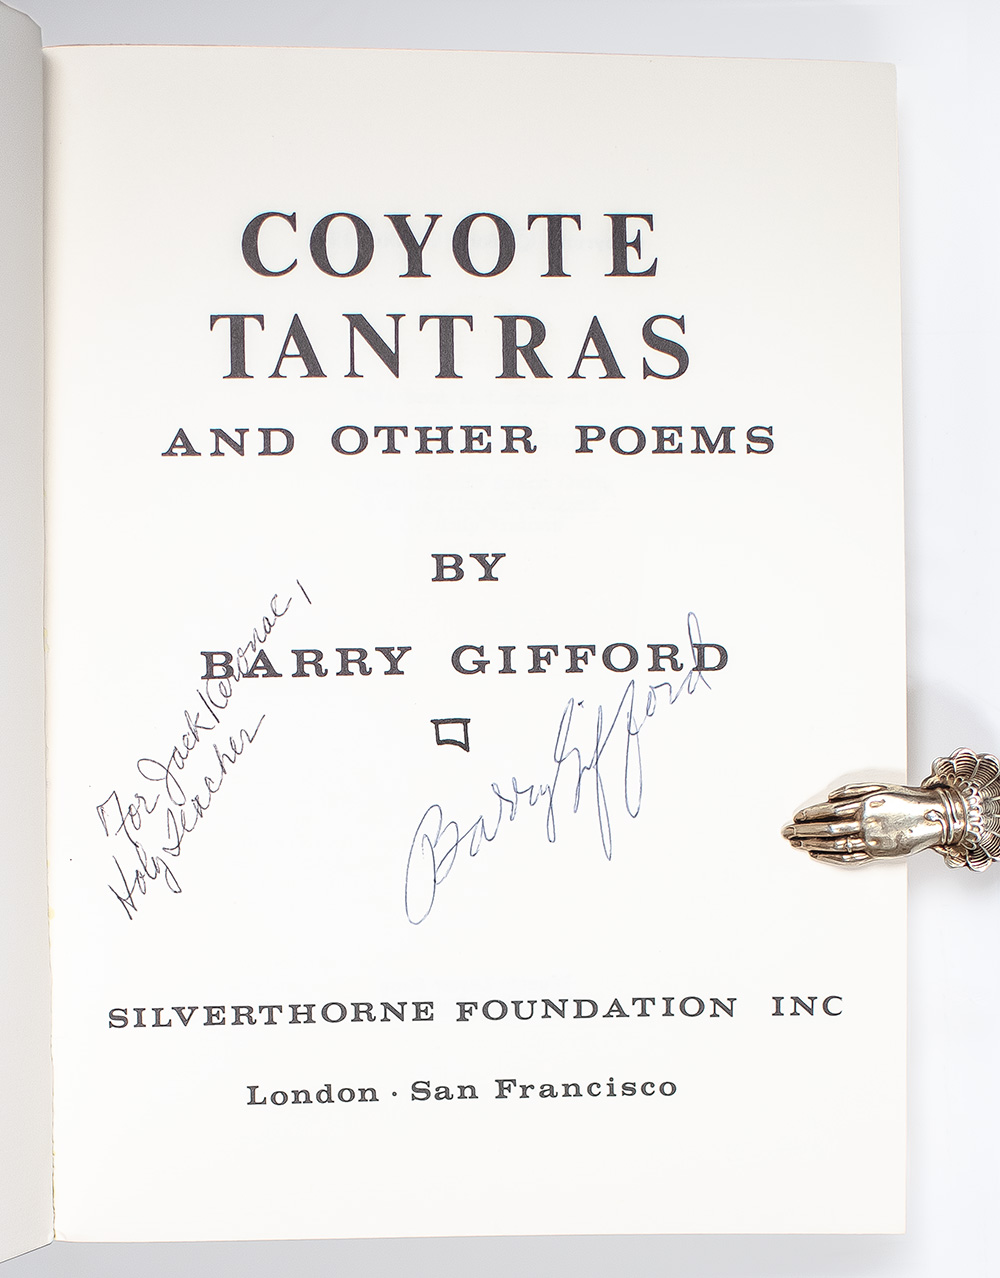 COYOTE
TANTRAS
AND OTHER POEMS
BY
BARRY GIFFORD
For Jack Kerouac,
Holy Teacher
Barry Gifford
SILVERTHORNE FOUNDATION INC
London · San Francisco